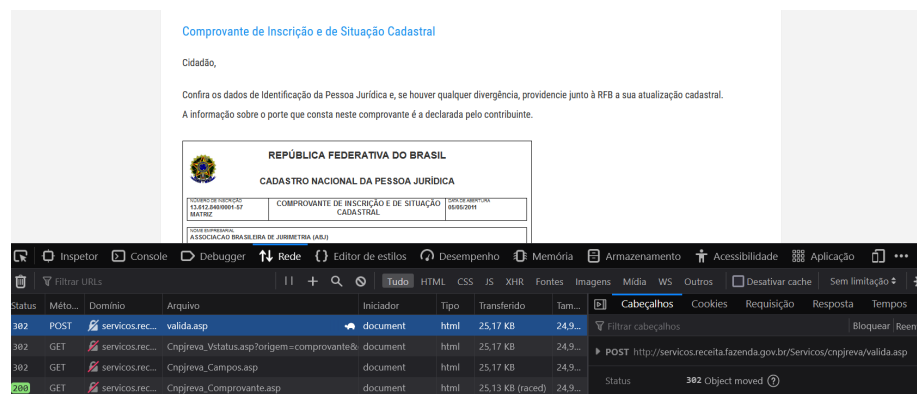 Comprovante de Inscrição e de Situação Cadastral
Cidadão,
Confira os dados de Identificação da Pessoa Jurídica e, se houver qualquer divergência, providencie junto à RFB a sua atualização cadastral.
A informação sobre o porte que consta neste comprovante é a declarada pelo contribuinte.
REPÚBLICA FEDERATIVA DO BRASIL
CADASTRO NACIONAL DA PESSOA JURÍDICA
NÚMERO DE INSCRIÇÃO
13.612.840/0001-57
MATRIZ
COMPROVANTE DE INSCRIÇÃO E DE SITUAÇÃO
CADASTRAL
DATA DE ABERTURA
05/05/2011
NOME EMPRESARIAL
ASSOCIACAO BRASILEIRA DE JURIMETRIA (ABJ)
Inspetor Console Debugger Rede Editor de estilos Desempenho Memória Armazenamento Acessibilidade Aplicação
Filtrar URLs Tudo HTML CSS JS XHR Fontes Imagens Mídia WS Outros Desativar cache Sem limitação
Status Méto... Domínio Arquivo Iniciador Tipo Transferido Tam... Cabeçalhos Cookies Requisição Resposta Tempos
302 POST servicos.rec... valida.asp document html 25,17 KB 24,9...
Filtrar cabeçalhos Bloquear Reen
302 GET servicos.rec... Cnpjreva_Vstatus.asp?origem=comprovante& document html 25,17 KB 24,9...
POST http://servicos.receita.fazenda.gov.br/Servicos/cnpjreva/valida.asp
302 GET servicos.rec... Cnpjreva_Campos.asp document html 25,17 KB 24,9...
200 GET servicos.rec... Cnpjreva_Comprovante.asp document html 25,13 KB (raced) 24,9...
Status 302 Object moved